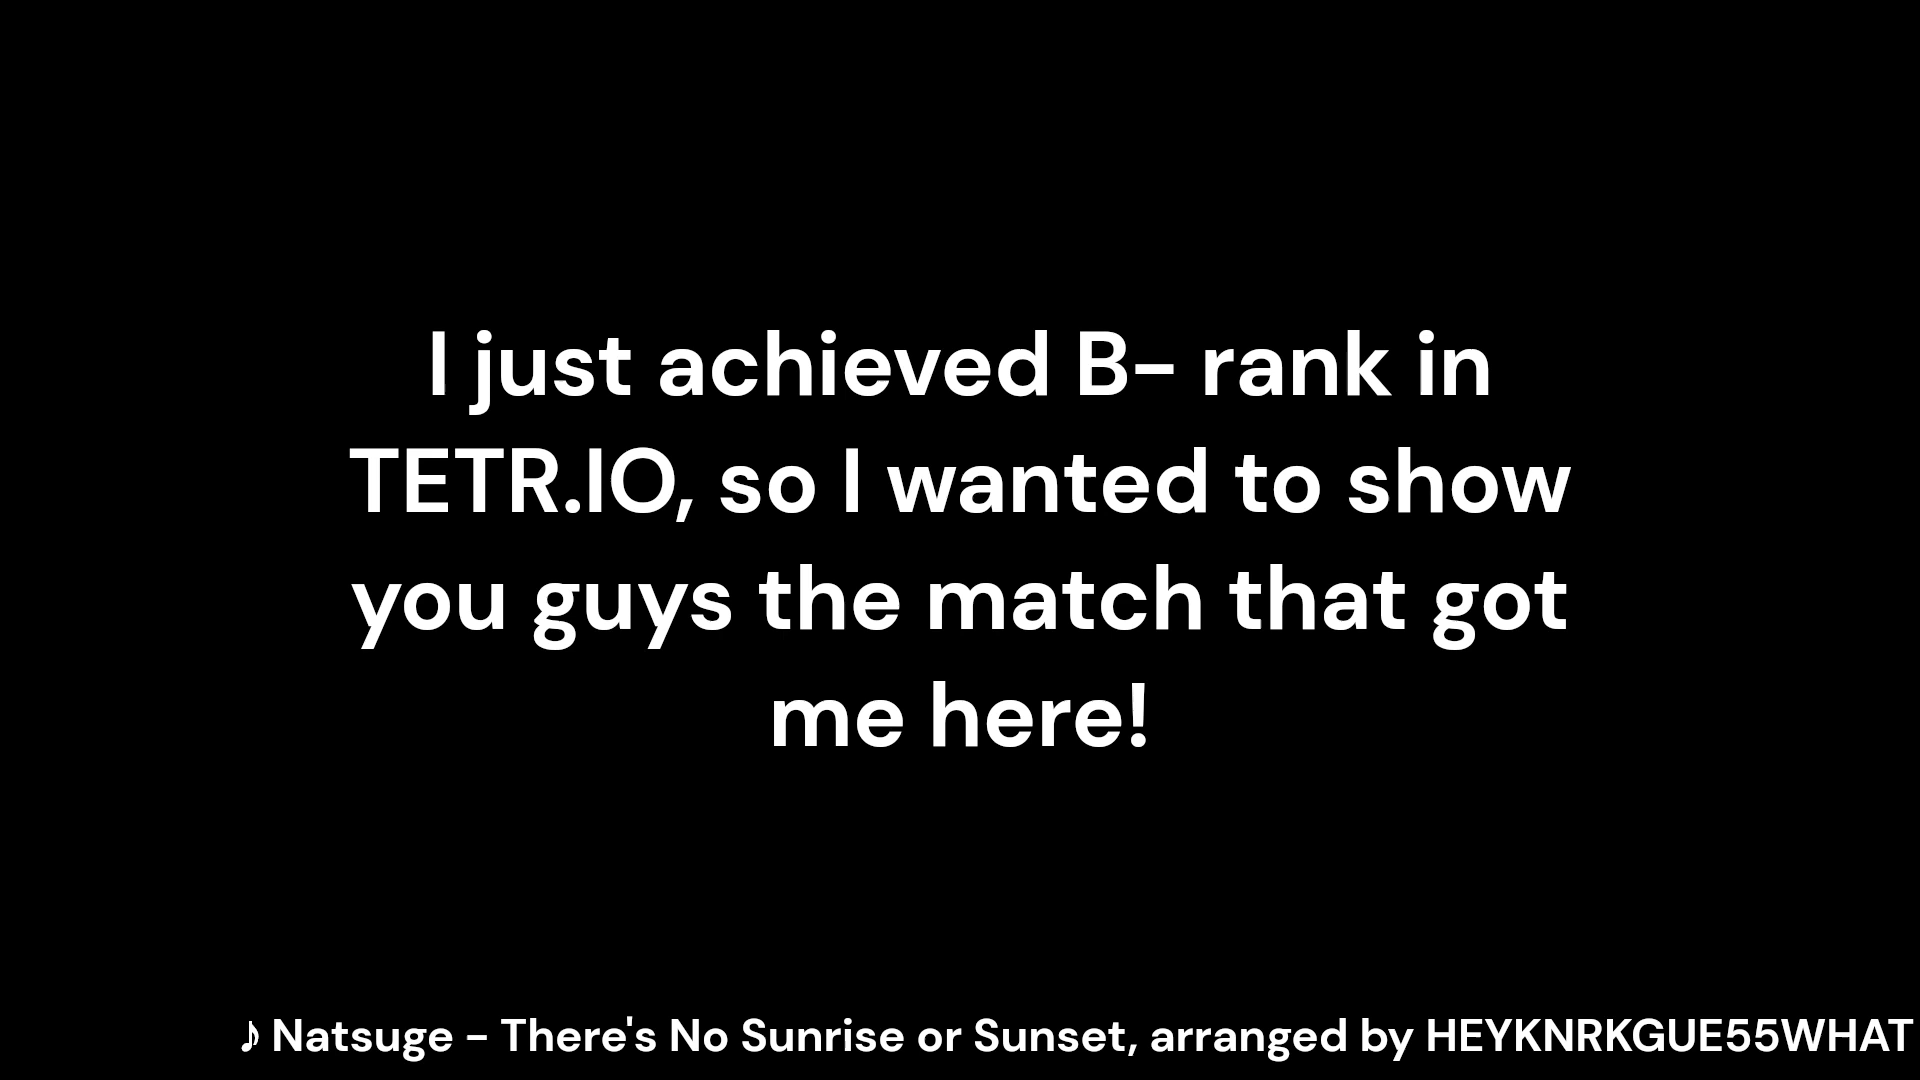 I just achieved B- rank in
TETR.IO, so I wanted to show
you guys the match that got
me here!
♪ Natsuge - There's No Sunrise or Sunset, arranged by HEYKNRKGUE55WHAT